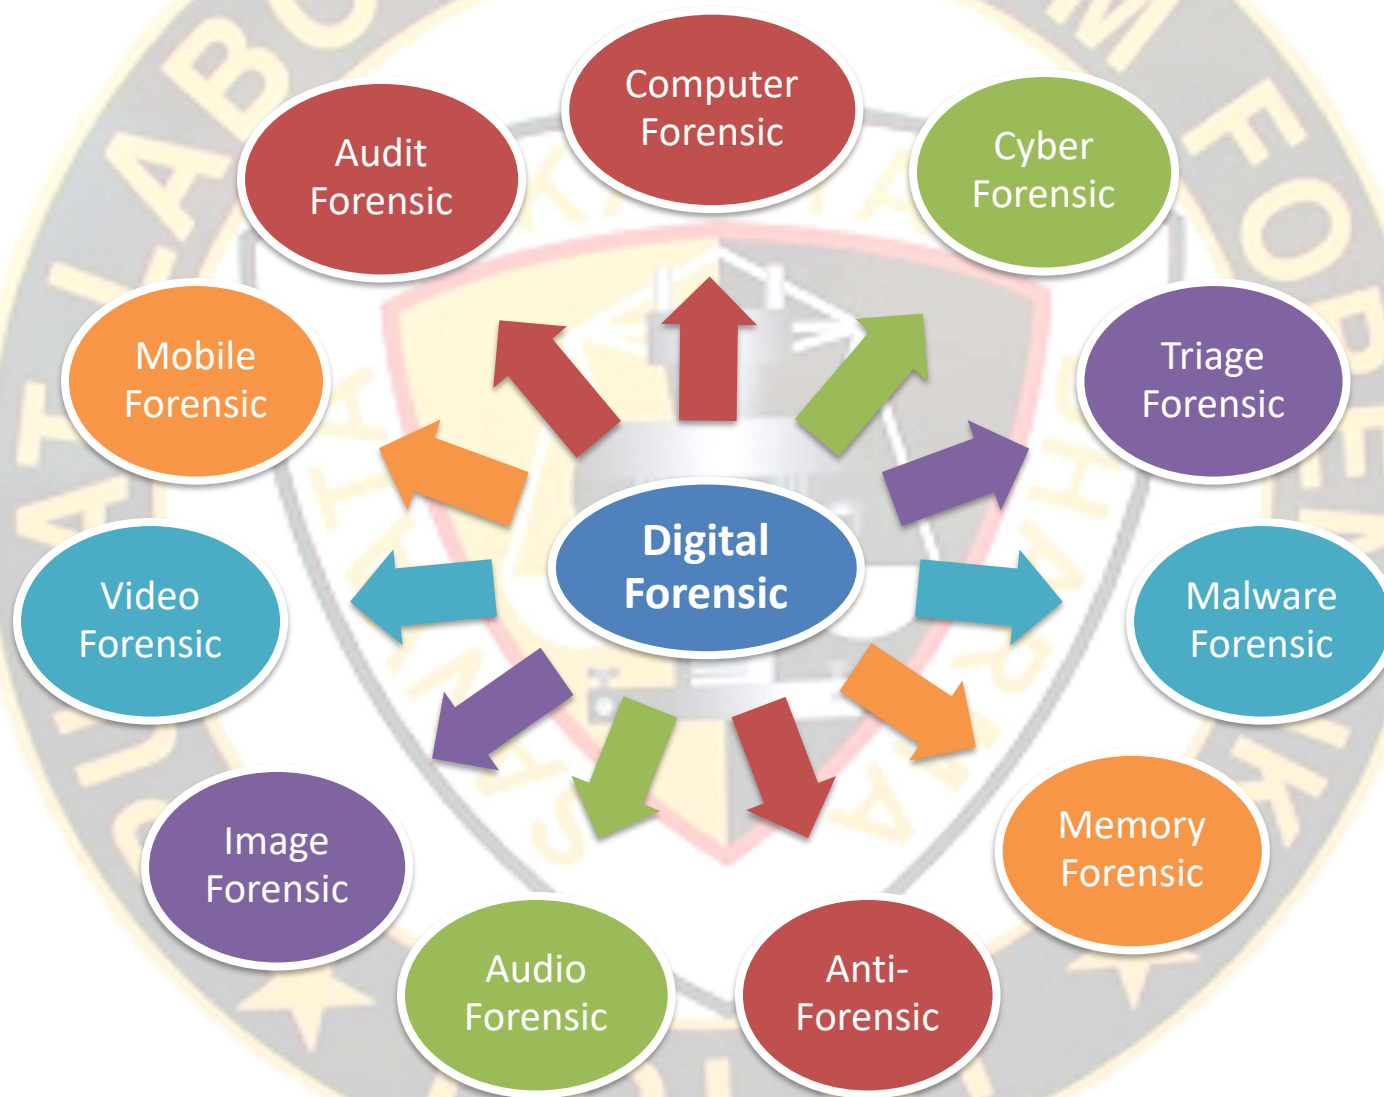 Computer
Forensic
Cyber
Forensic
Triage
Forensic
Malware
Forensic
Memory
Forensic
Anti-
Forensic
Audio
Forensic
Image
Forensic
Video
Forensic
Mobile
Forensic
Audit
Forensic
Digital
Forensic